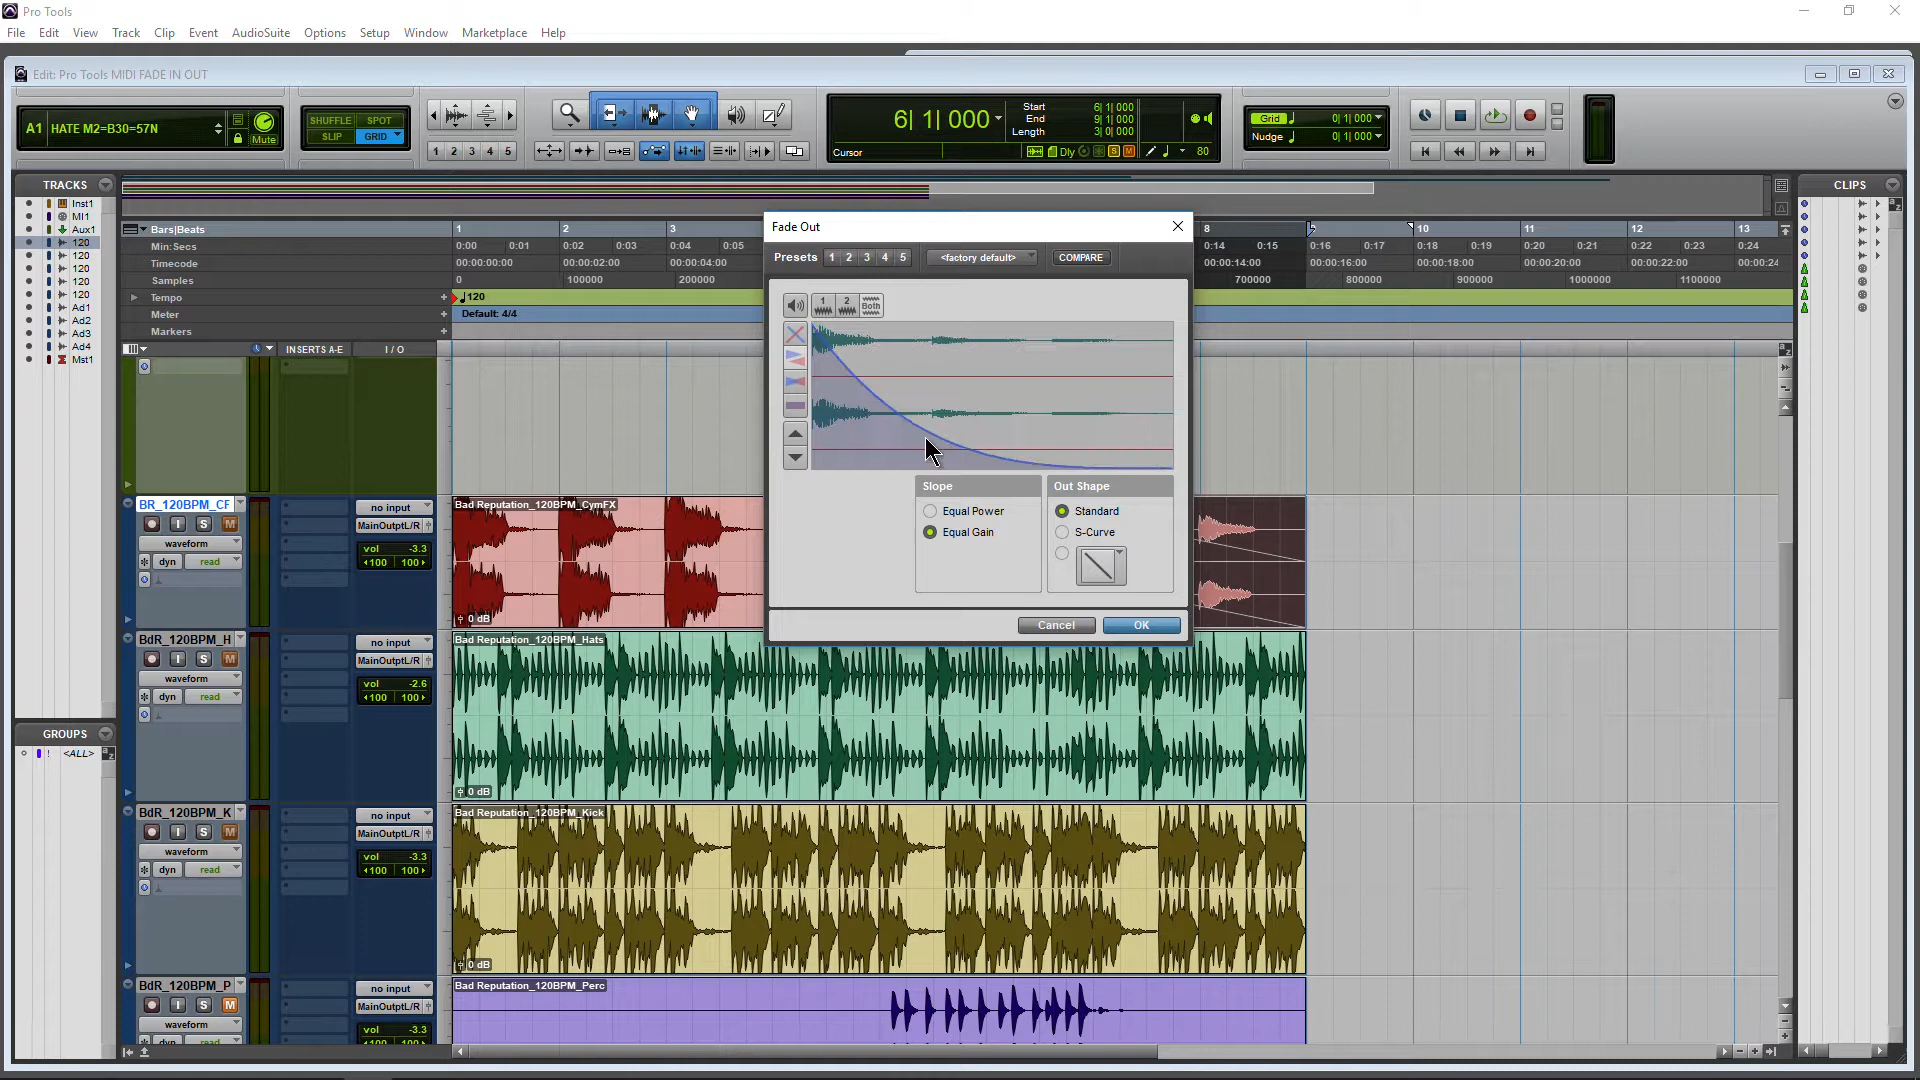 Pro Tools
File Edit View Track Clip Event AudioSuite Options Setup Window Marketplace Help
Edit: Pro Tools MIDI FADE IN OUT
A1 HATE M2=B30=57N
Mute
SHUFFLE SPOT
SLIP GRID
1 2 3 4 5
6| 1| 000
Start 6| 1| 000
End 9| 1| 000
Length 3| 0| 000
Cursor
Dly
S M
80
Grid 0| 1| 000
Nudge 0| 1| 000
TRACKS
Inst1
MI1
Aux1
120
120
120
120
120
Ad1
Ad2
Ad3
Ad4
Mst1
GROUPS
! <ALL>
CLIPS
Bars|Beats 1 2 3 8 9 10 11 12 13
Min:Secs 0:00 0:01 0:02 0:03 0:04 0:05 0:14 0:15 0:16 0:17 0:18 0:19 0:20 0:21 0:22 0:23 0:24
Timecode 00:00:00:00 00:00:02:00 00:00:04:00 00:00:14:00 00:00:16:00 00:00:18:00 00:00:20:00 00:00:22:00 00:00:24
Samples 0 100000 200000 700000 800000 900000 1000000 1100000
Tempo 120
Meter Default: 4/4
Markers
INSERTS A-E I / O
Fade Out
Presets 1 2 3 4 5 <factory default> COMPARE
1 2 Both
Slope
Equal Power
Equal Gain
Out Shape
Standard
S-Curve
Cancel OK
BR_120BPM_CF
I S M
waveform
dyn read
no input
MainOutptL/R
vol -3.3
100 100
Bad Reputation_120BPM_CymFX
0 dB
BdR_120BPM_H
I S M
waveform
dyn read
no input
MainOutptL/R
vol -2.6
100 100
Bad Reputation_120BPM_Hats
0 dB
BdR_120BPM_K
I S M
waveform
dyn read
no input
MainOutptL/R
vol -3.3
100 100
Bad Reputation_120BPM_Kick
0 dB
BdR_120BPM_P
I S M
waveform
dyn read
no input
MainOutptL/R
vol -3.3
100 100
Bad Reputation_120BPM_Perc